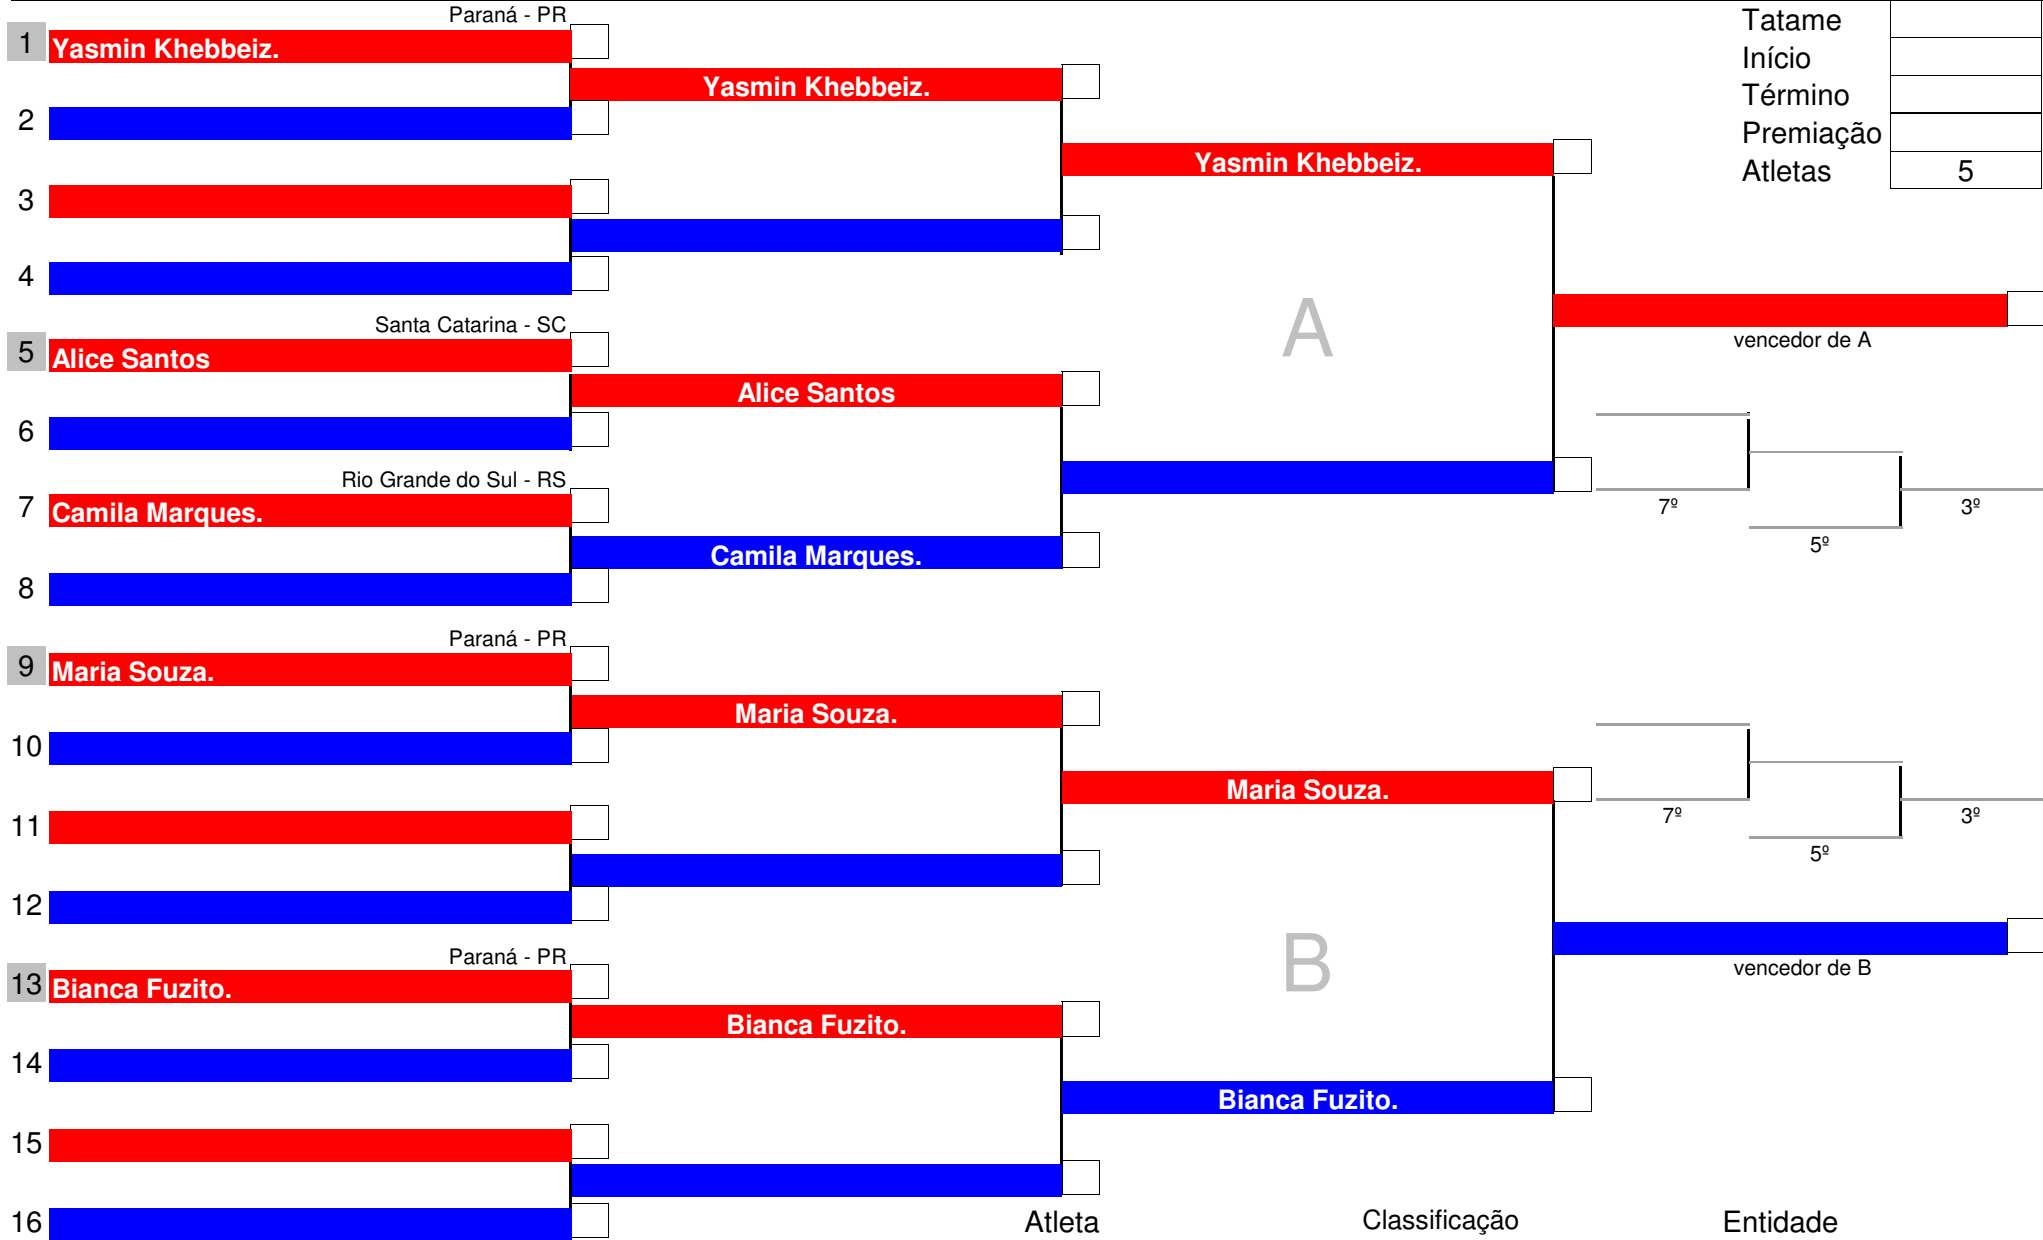 Paraná - PR
1 Yasmin Khebbeiz.
Yasmin Khebbeiz.
2
Yasmin Khebbeiz.
3
4
Tatame
Início
Término
Premiação
Atletas 5
Santa Catarina - SC
5 Alice Santos
Alice Santos
6
Rio Grande do Sul - RS
7 Camila Marques.
Camila Marques.
8
A
vencedor de A
7º
3º
5º
Paraná - PR
9 Maria Souza.
Maria Souza.
10
Maria Souza.
11
12
7º
3º
5º
Paraná - PR
13 Bianca Fuzito.
Bianca Fuzito.
14
Bianca Fuzito.
15
16
B
vencedor de B
Atleta Classificação Entidade